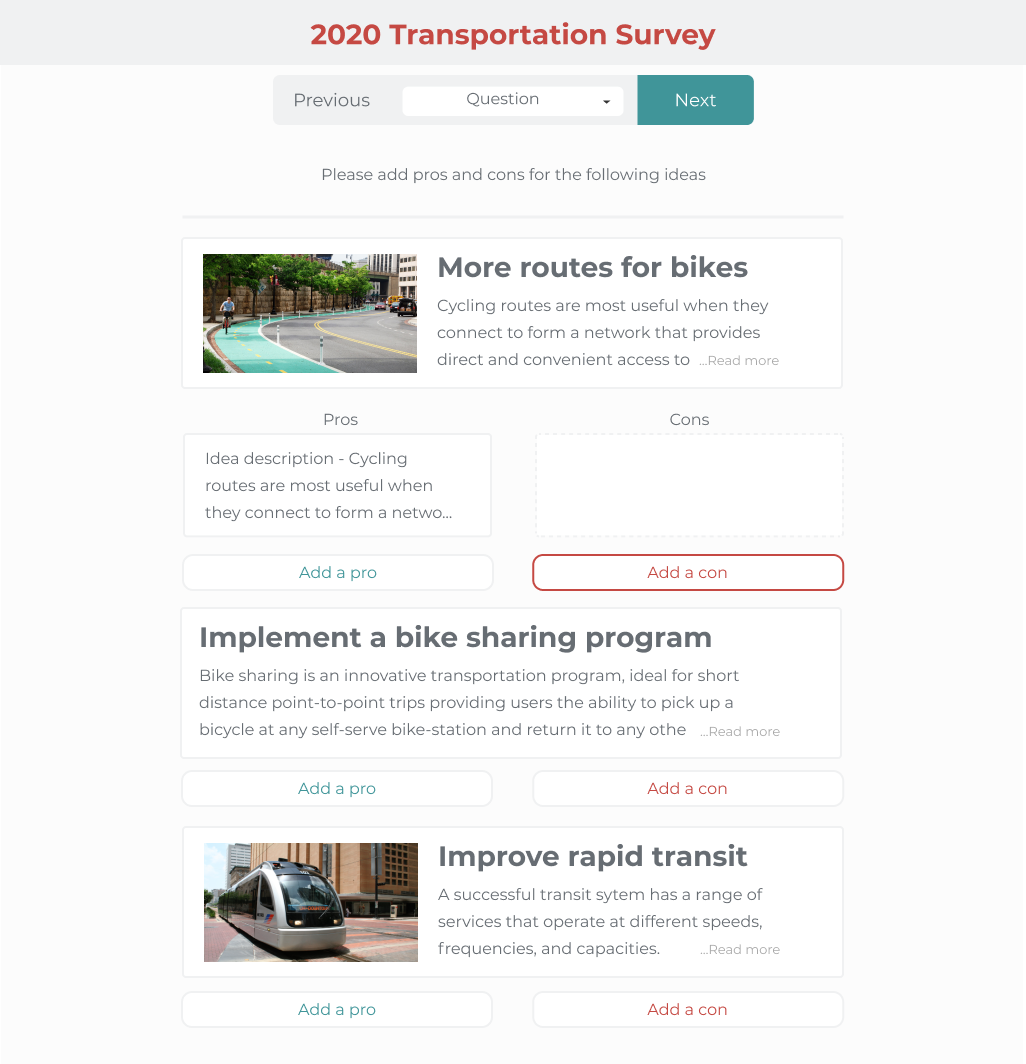 2020 Transportation Survey
Previous
Question
Next
Please add pros and cons for the following ideas
More routes for bikes
Cycling routes are most useful when they
connect to form a network that provides
direct and convenient access to ...Read more
Pros
Cons
Idea description - Cycling
routes are most useful when
they connect to form a netwo...
Add a pro
Add a con
Implement a bike sharing program
Bike sharing is an innovative transportation program, ideal for short
distance point-to-point trips providing users the ability to pick up a
bicycle at any self-serve bike-station and return it to any othe ...Read more
Add a pro
Add a con
Improve rapid transit
A successful transit sytem has a range of
services that operate at different speeds,
frequencies, and capacities. ...Read more
Add a pro
Add a con